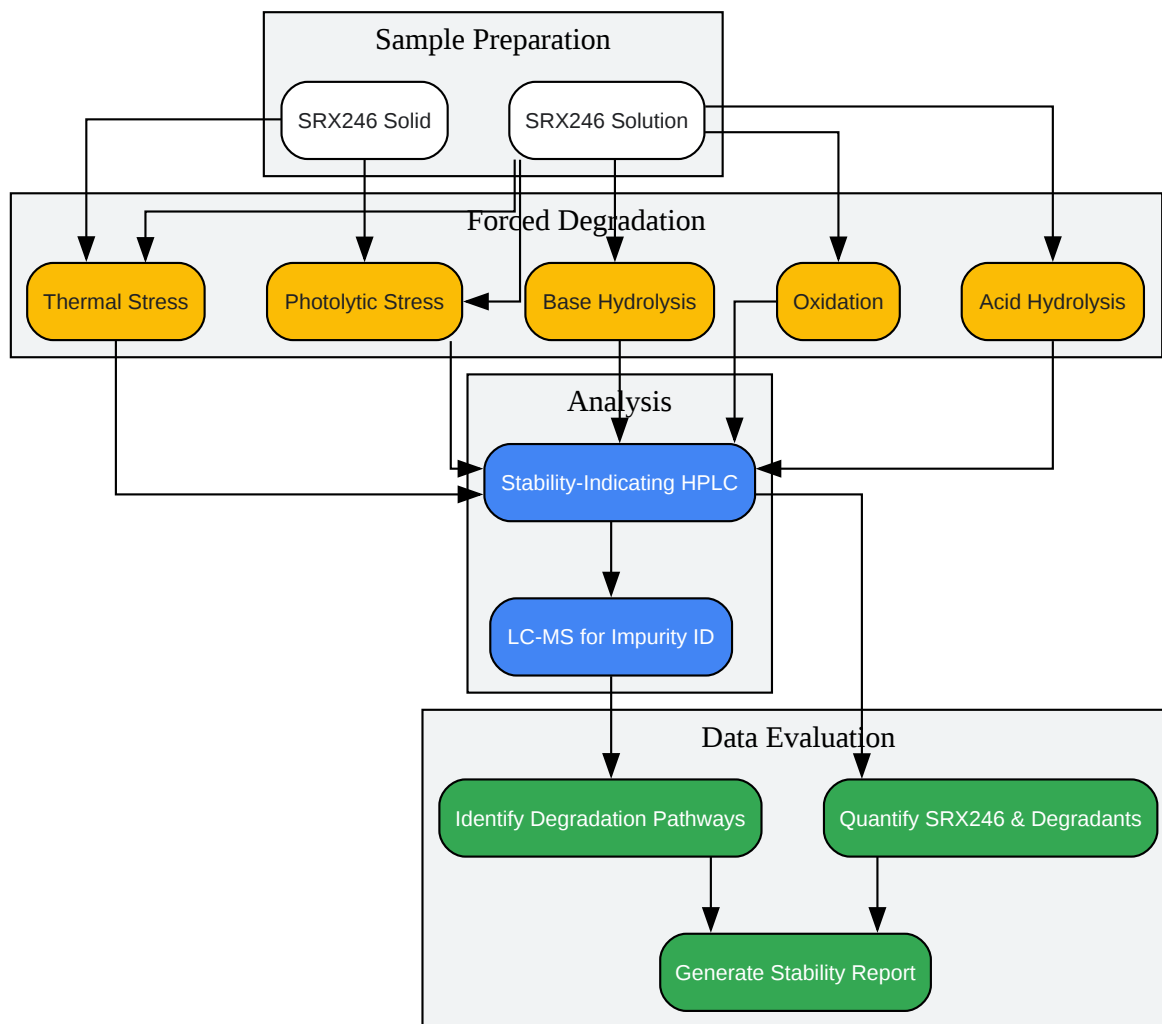 Sample Preparation
SRX246 Solid
SRX246 Solution
Forced Degradation
Thermal Stress
Photolytic Stress
Base Hydrolysis
Oxidation
Acid Hydrolysis
Analysis
Stability-Indicating HPLC
LC-MS for Impurity ID
Data Evaluation
Identify Degradation Pathways
Quantify SRX246 & Degradants
Generate Stability Report